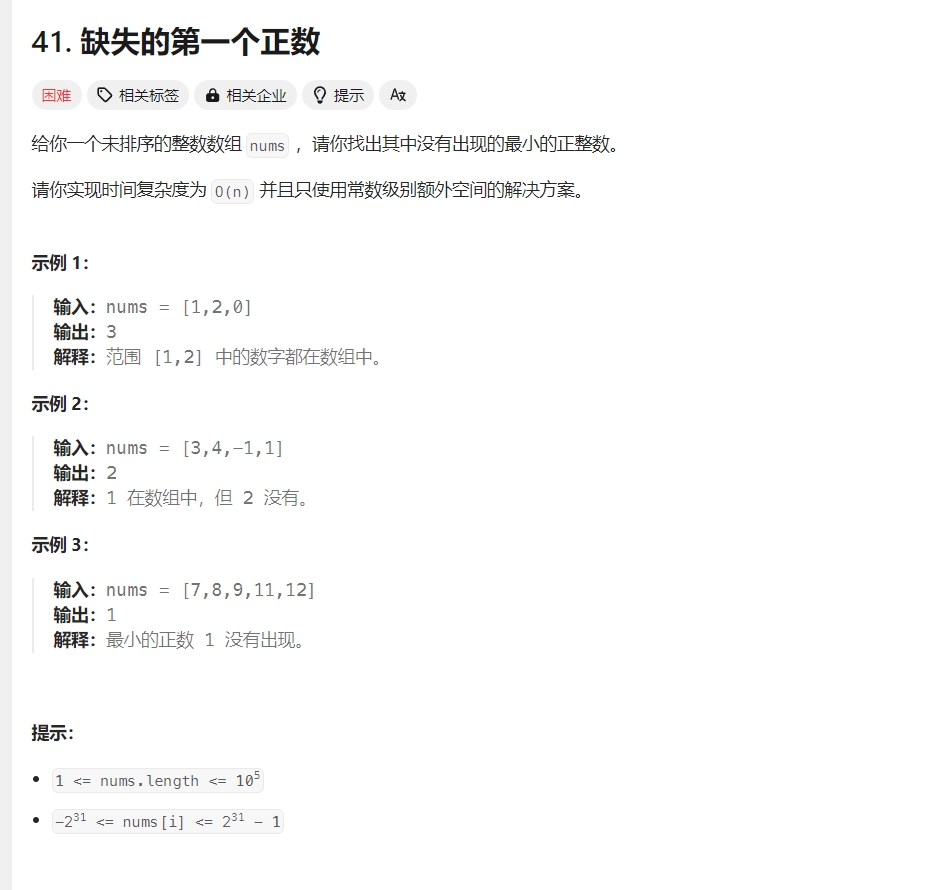 41. 缺失的第一个正数
困难 相关标签 相关企业 提示 Ax
给你一个未排序的整数数组 nums ，请你找出其中没有出现的最小的正整数。
请你实现时间复杂度为 O(n) 并且只使用常数级别额外空间的解决方案。
示例 1：
输入：nums = [1,2,0]
输出：3
解释：范围 [1,2] 中的数字都在数组中。
示例 2：
输入：nums = [3,4,-1,1]
输出：2
解释：1 在数组中，但 2 没有。
示例 3：
输入：nums = [7,8,9,11,12]
输出：1
解释：最小的正数 1 没有出现。
提示：
• 1 <= nums.length <= 10⁵
• -2³¹ <= nums[i] <= 2³¹ - 1